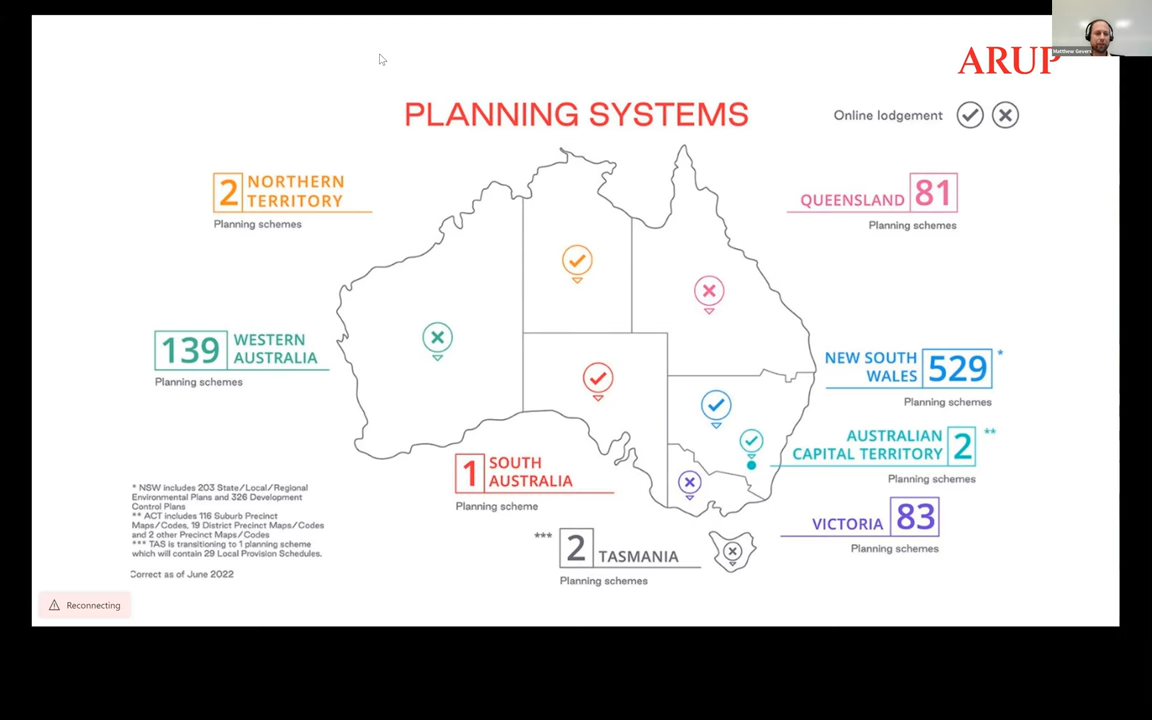 Matthew Govers
ARUP
PLANNING SYSTEMS
Online lodgement
2 NORTHERN
TERRITORY
Planning schemes
QUEENSLAND 81
Planning schemes
139 WESTERN
AUSTRALIA
Planning schemes
NEW SOUTH
WALES 529 *
Planning schemes
AUSTRALIAN
CAPITAL TERRITORY 2 **
Planning schemes
1 SOUTH
AUSTRALIA
Planning scheme
VICTORIA 83
Planning schemes
*** 2 TASMANIA
Planning schemes
* NSW includes 203 State/Local/Regional
Environmental Plans and 326 Development
Control Plans
** ACT includes 116 Suburb Precinct
Maps/Codes, 19 District Precinct Maps/Codes
and 2 other Precinct Maps/Codes
*** TAS is transitioning to 1 planning scheme
which will contain 29 Local Provision Schedules.
Correct as of June 2022
Reconnecting